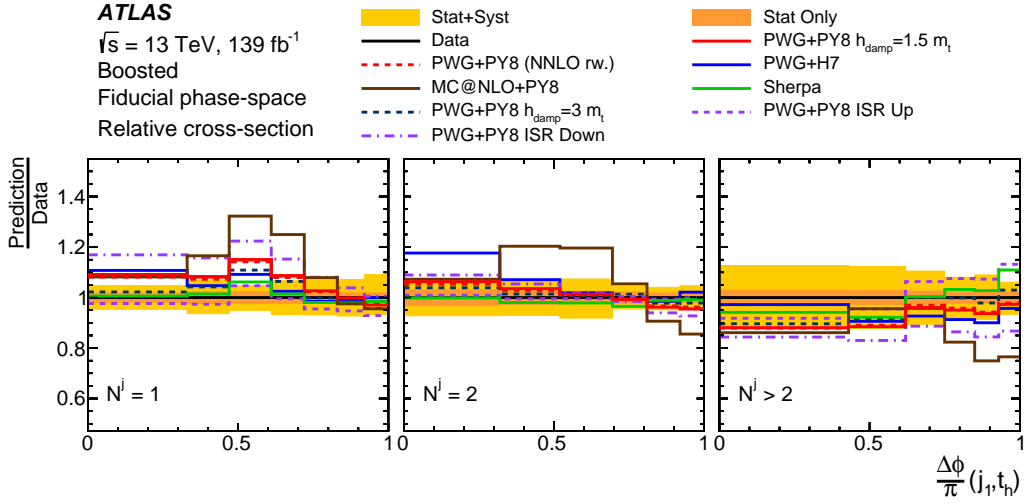 ATLAS
√s = 13 TeV, 139 fb⁻¹
Boosted
Fiducial phase-space
Relative cross-section
Stat+Syst
Data
PWG+PY8 (NNLO rw.)
MC@NLO+PY8
PWG+PY8 h_damp=3 m_t
PWG+PY8 ISR Down
Stat Only
PWG+PY8 h_damp=1.5 m_t
PWG+H7
Sherpa
PWG+PY8 ISR Up
Prediction
Data
1.4
1.2
1
0.8
0.6
N^j = 1
N^j = 2
N^j > 2
0 0.5 1
0 0.5 1
0 0.5 1
Δφ/π (j₁,t_h)